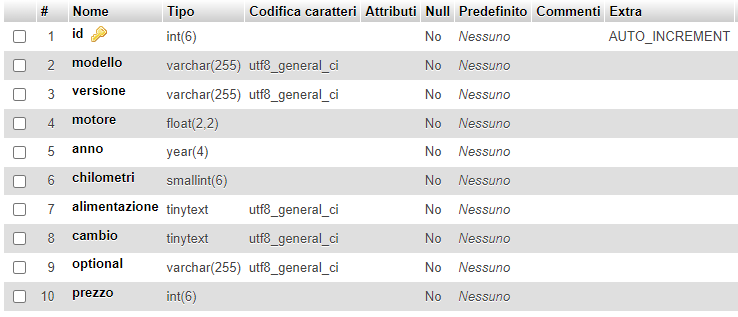 # Nome Tipo Codifica caratteri Attributi Null Predefinito Commenti Extra
1 id int(6) No Nessuno AUTO_INCREMENT
2 modello varchar(255) utf8_general_ci No Nessuno
3 versione varchar(255) utf8_general_ci No Nessuno
4 motore float(2,2) No Nessuno
5 anno year(4) No Nessuno
6 chilometri smallint(6) No Nessuno
7 alimentazione tinytext utf8_general_ci No Nessuno
8 cambio tinytext utf8_general_ci No Nessuno
9 optional varchar(255) utf8_general_ci No Nessuno
10 prezzo int(6) No Nessuno